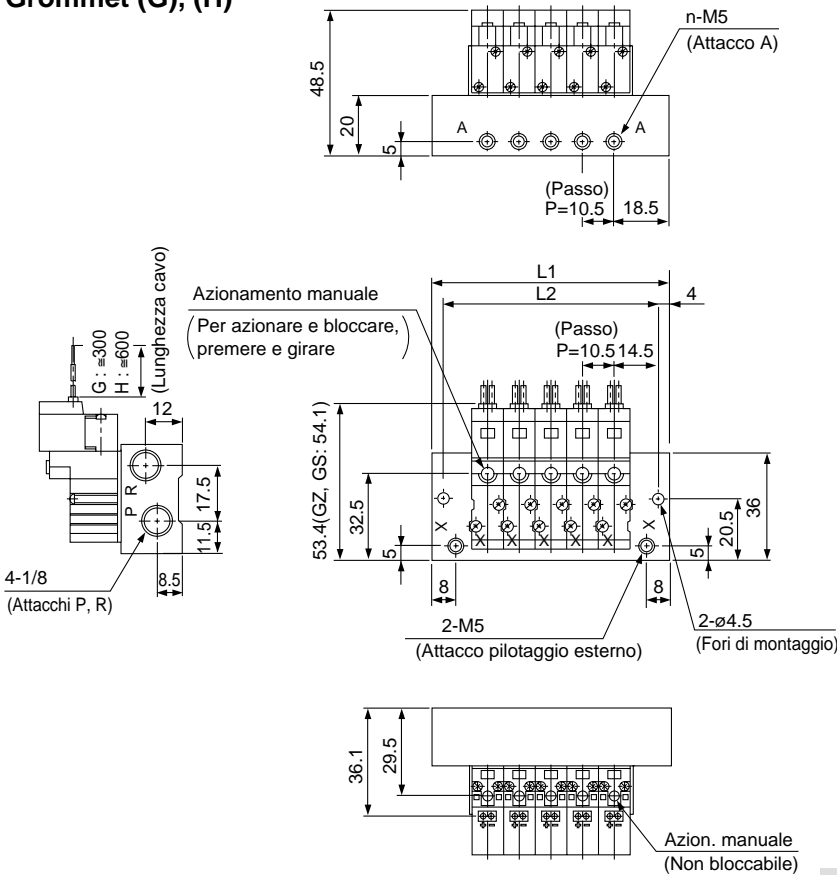 Grommet (G), (H)
n-M5
(Attacco A)
48.5
20
5
A
A
(Passo)
P=10.5
18.5
L1
L2
4
Azionamento manuale
(Per azionare e bloccare,
premere e girare)
(Passo)
P=10.5
14.5
G : ≅300
H : ≅600
(Lunghezza cavo)
12
R
P
17.5
11.5
8.5
4-1/8
(Attacchi P, R)
53.4(GZ, GS: 54.1)
32.5
5
X
X
X
X
X
X
X
36
20.5
5
8
8
2-M5
(Attacco pilotaggio esterno)
2-ø4.5
(Fori di montaggio)
36.1
29.5
Azion. manuale
(Non bloccabile)